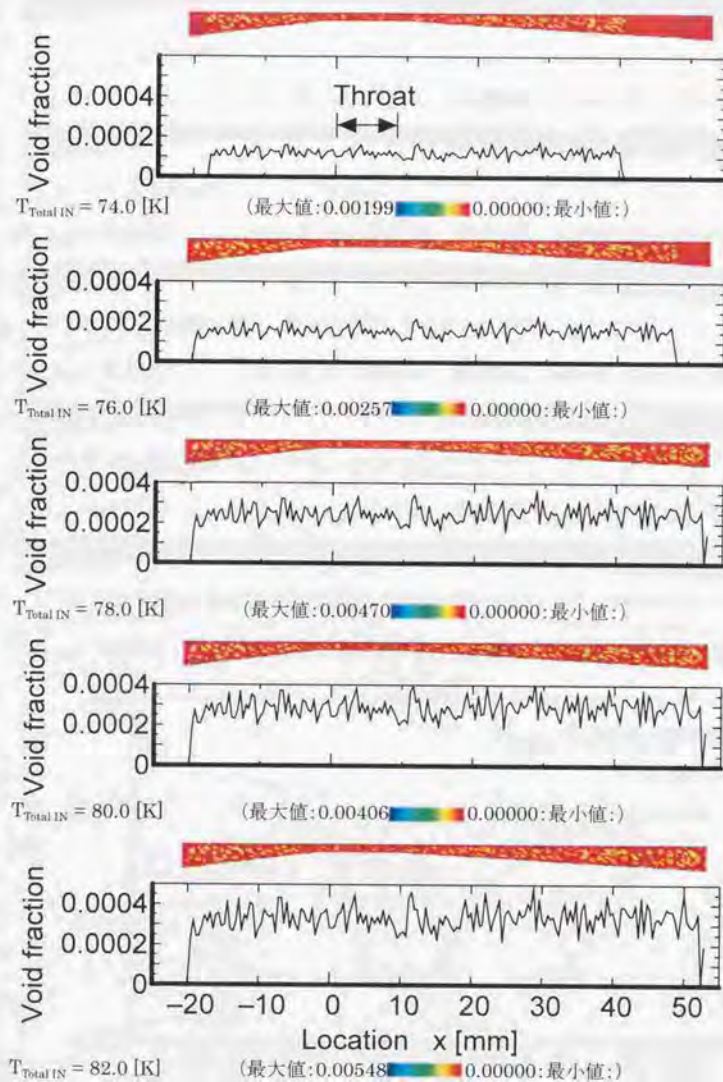 Void fraction
0.0004
0.0002
0
Throat
T Total IN = 74.0 [K] (最大値:0.00199 0.00000:最小値:)
Void fraction
0.0004
0.0002
0
T Total IN = 76.0 [K] (最大値:0.00257 0.00000:最小値:)
Void fraction
0.0004
0.0002
0
T Total IN = 78.0 [K] (最大値:0.00470 0.00000:最小値:)
Void fraction
0.0004
0.0002
0
T Total IN = 80.0 [K] (最大値:0.00406 0.00000:最小値:)
Void fraction
0.0004
0.0002
0
−20 −10 0 10 20 30 40 50
Location x [mm]
T Total IN = 82.0 [K] (最大値:0.00548 0.00000:最小値:)